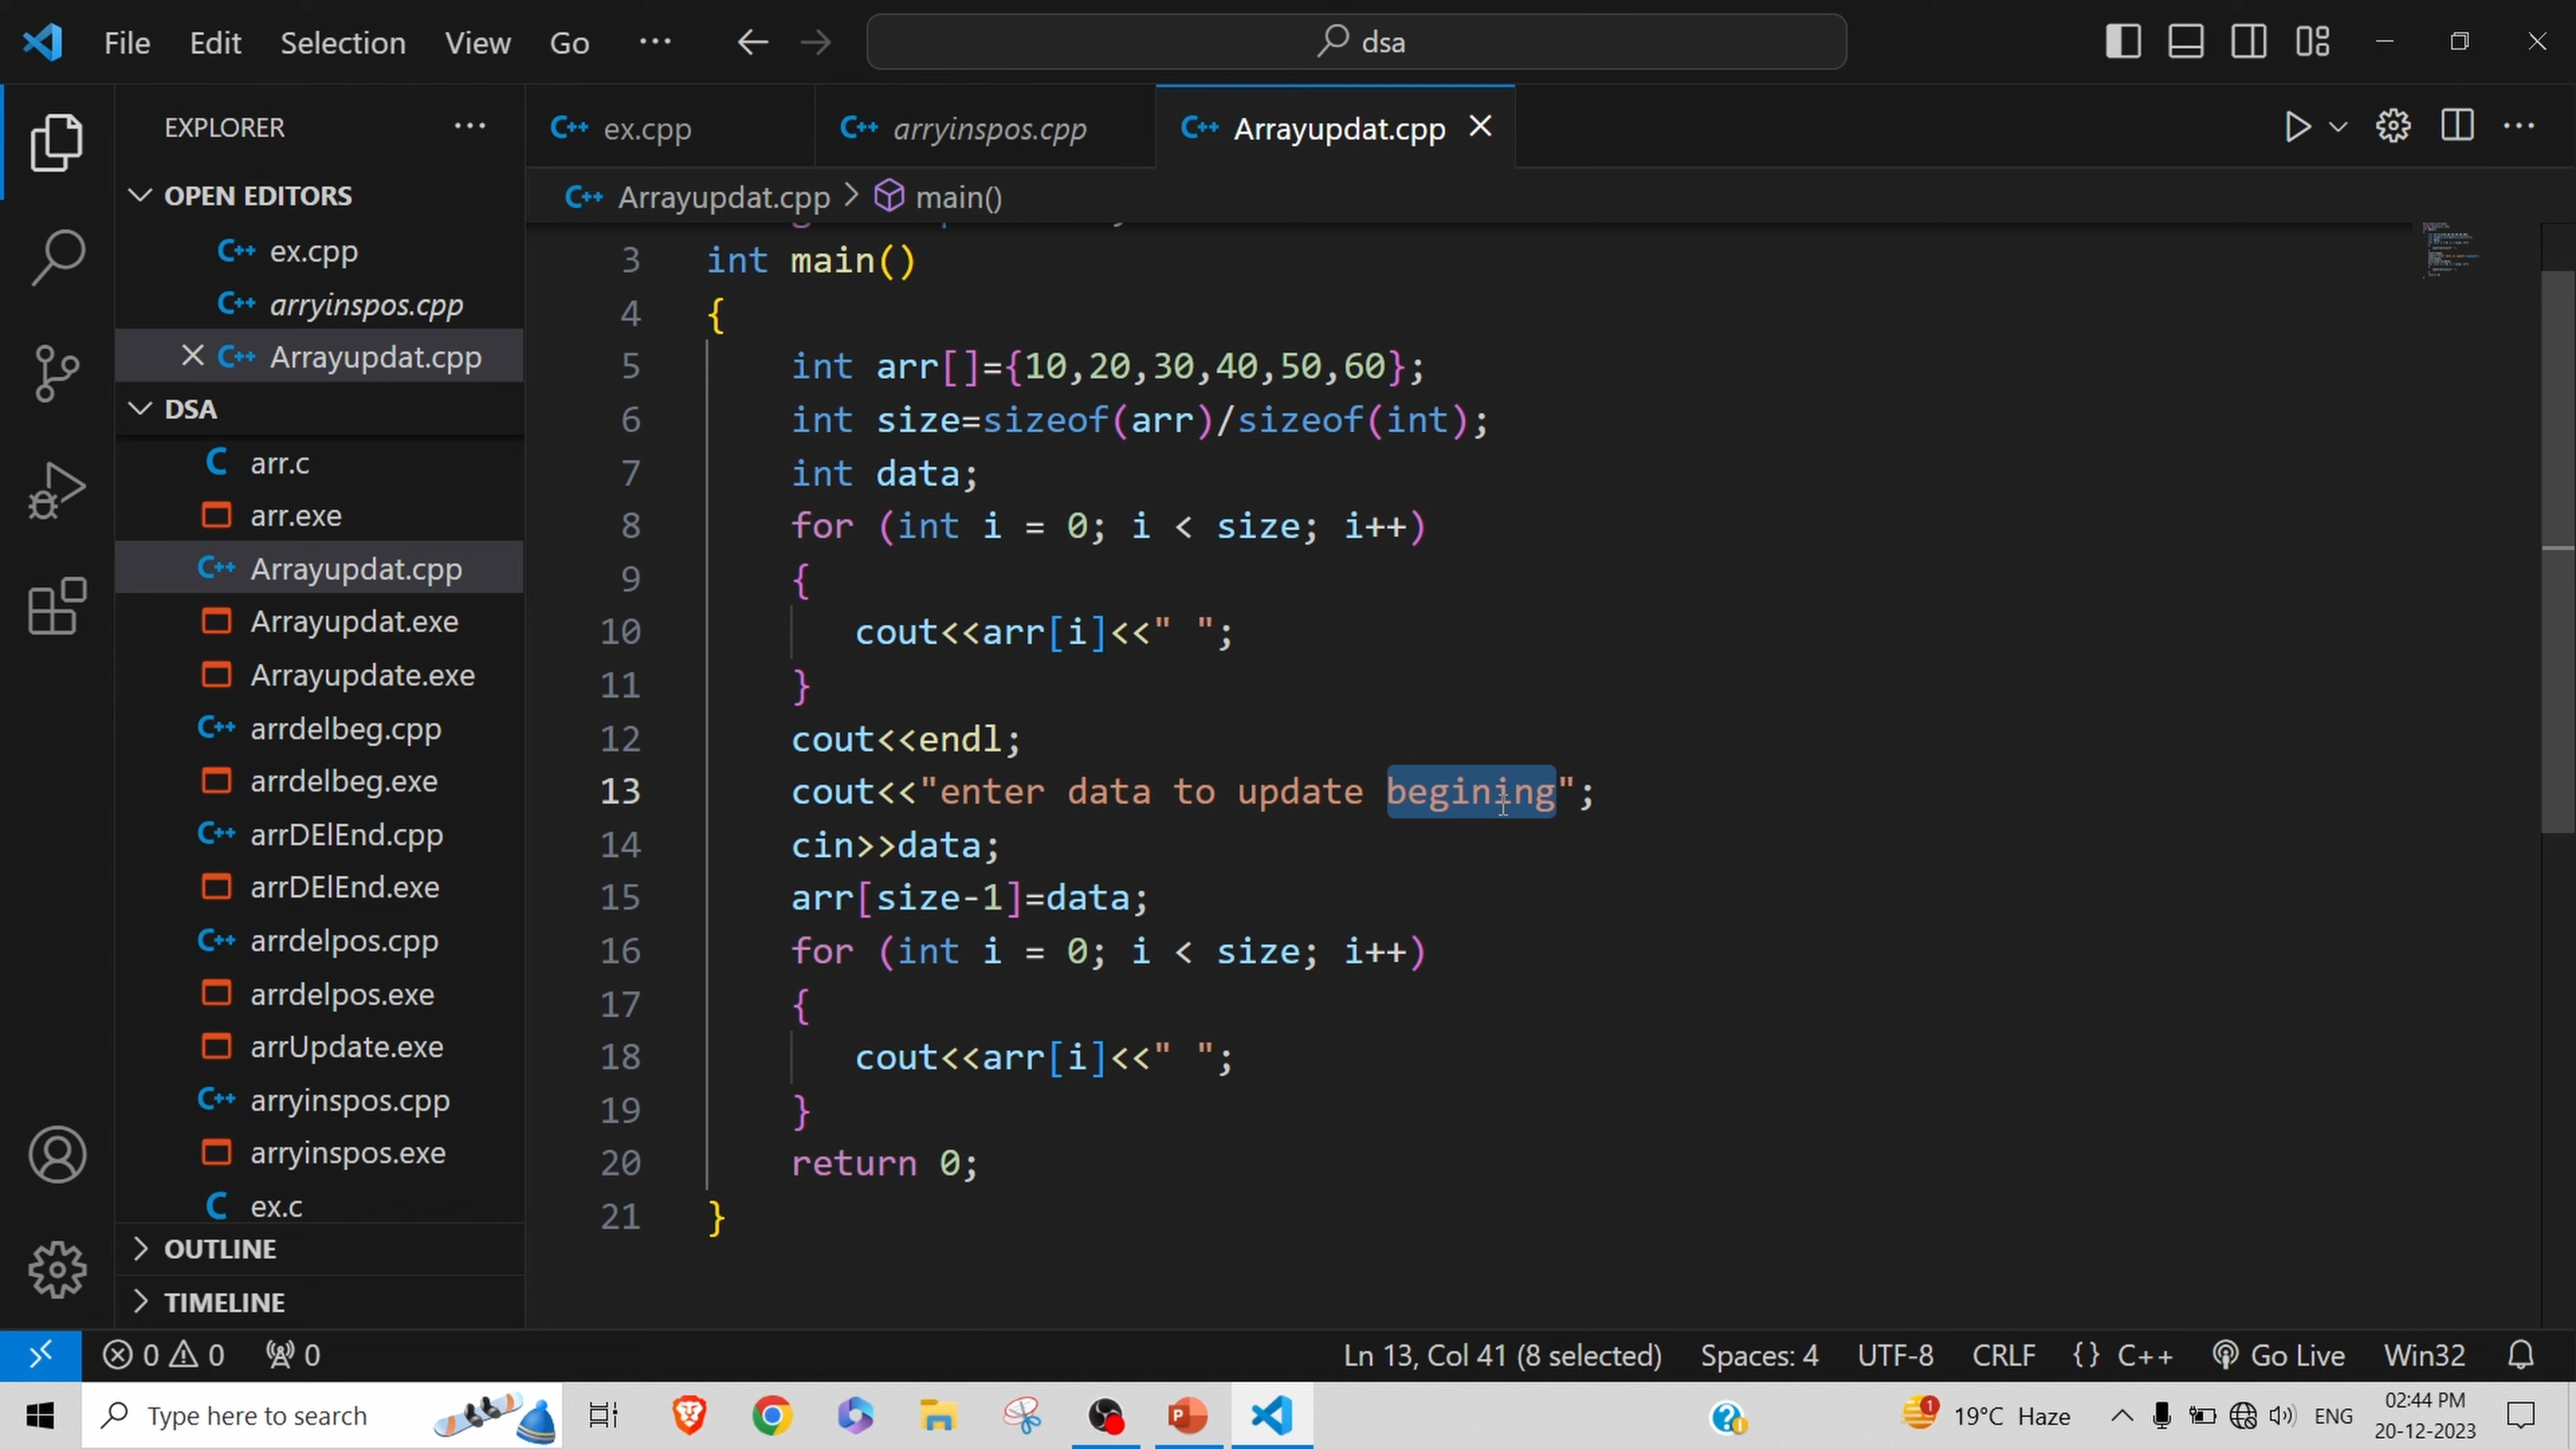 File Edit Selection View Go ··· dsa
EXPLORER ···
ex.cpp
arryinspos.cpp
Arrayupdat.cpp
Arrayupdat.cpp > main()
OPEN EDITORS
ex.cpp
arryinspos.cpp
Arrayupdat.cpp
DSA
arr.c
arr.exe
Arrayupdat.cpp
Arrayupdat.exe
Arrayupdate.exe
arrdelbeg.cpp
arrdelbeg.exe
arrDElEnd.cpp
arrDElEnd.exe
arrdelpos.cpp
arrdelpos.exe
arrUpdate.exe
arryinspos.cpp
arryinspos.exe
ex.c
OUTLINE
TIMELINE
3 int main()
4 {
5 int arr[]={10,20,30,40,50,60};
6 int size=sizeof(arr)/sizeof(int);
7 int data;
8 for (int i = 0; i < size; i++)
9 {
10 cout<<arr[i]<<" ";
11 }
12 cout<<endl;
13 cout<<"enter data to update begining";
14 cin>>data;
15 arr[size-1]=data;
16 for (int i = 0; i < size; i++)
17 {
18 cout<<arr[i]<<" ";
19 }
20 return 0;
21 }
0 0 0 Ln 13, Col 41 (8 selected) Spaces: 4 UTF-8 CRLF {} C++ Go Live Win32
Type here to search 1 19°C Haze ENG 02:44 PM
20-12-2023